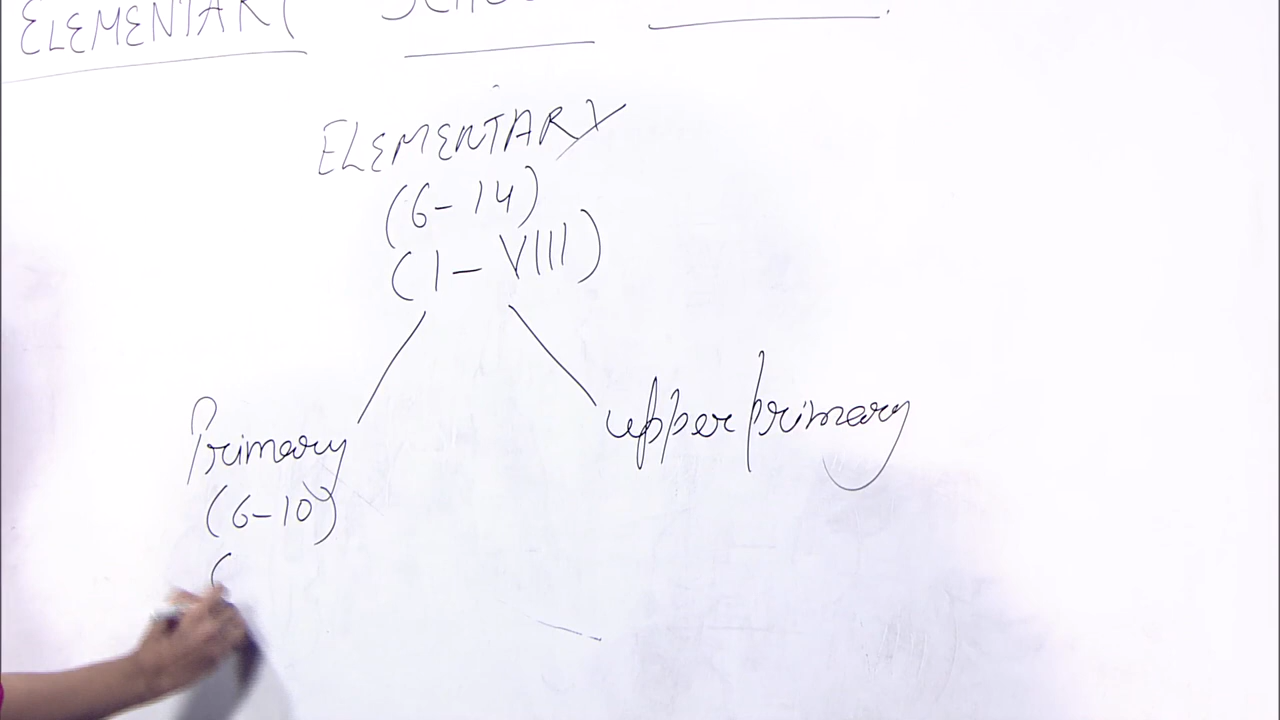 ELEMENTARY
ELEMENTARY
(6-14)
(I-VIII)
Primary
upper primary
(6-10)
(